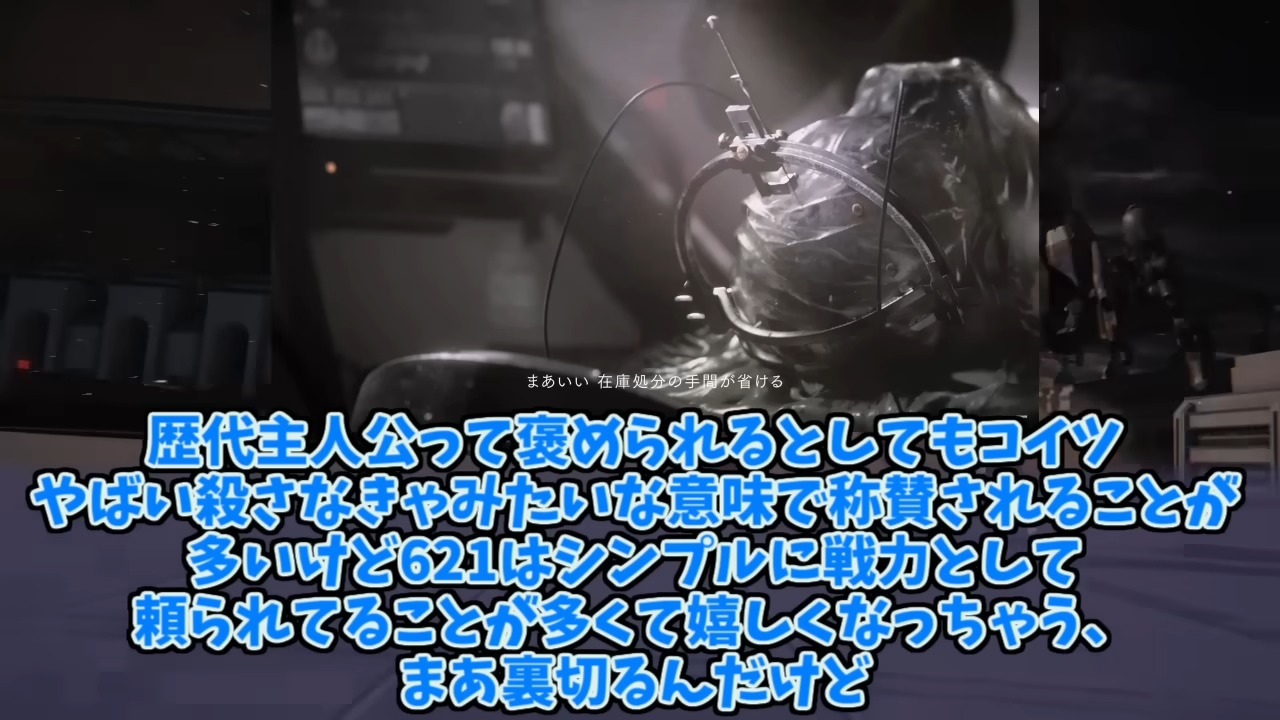 まあいい 在庫処分の手間が省ける
歴代主人公って褒められるとしてもコイツ
やばい殺さなきゃみたいな意味で称賛されることが
多いけど621はシンプルに戦力として
頼られてることが多くて嬉しくなっちゃう、
まあ裏切るんだけど